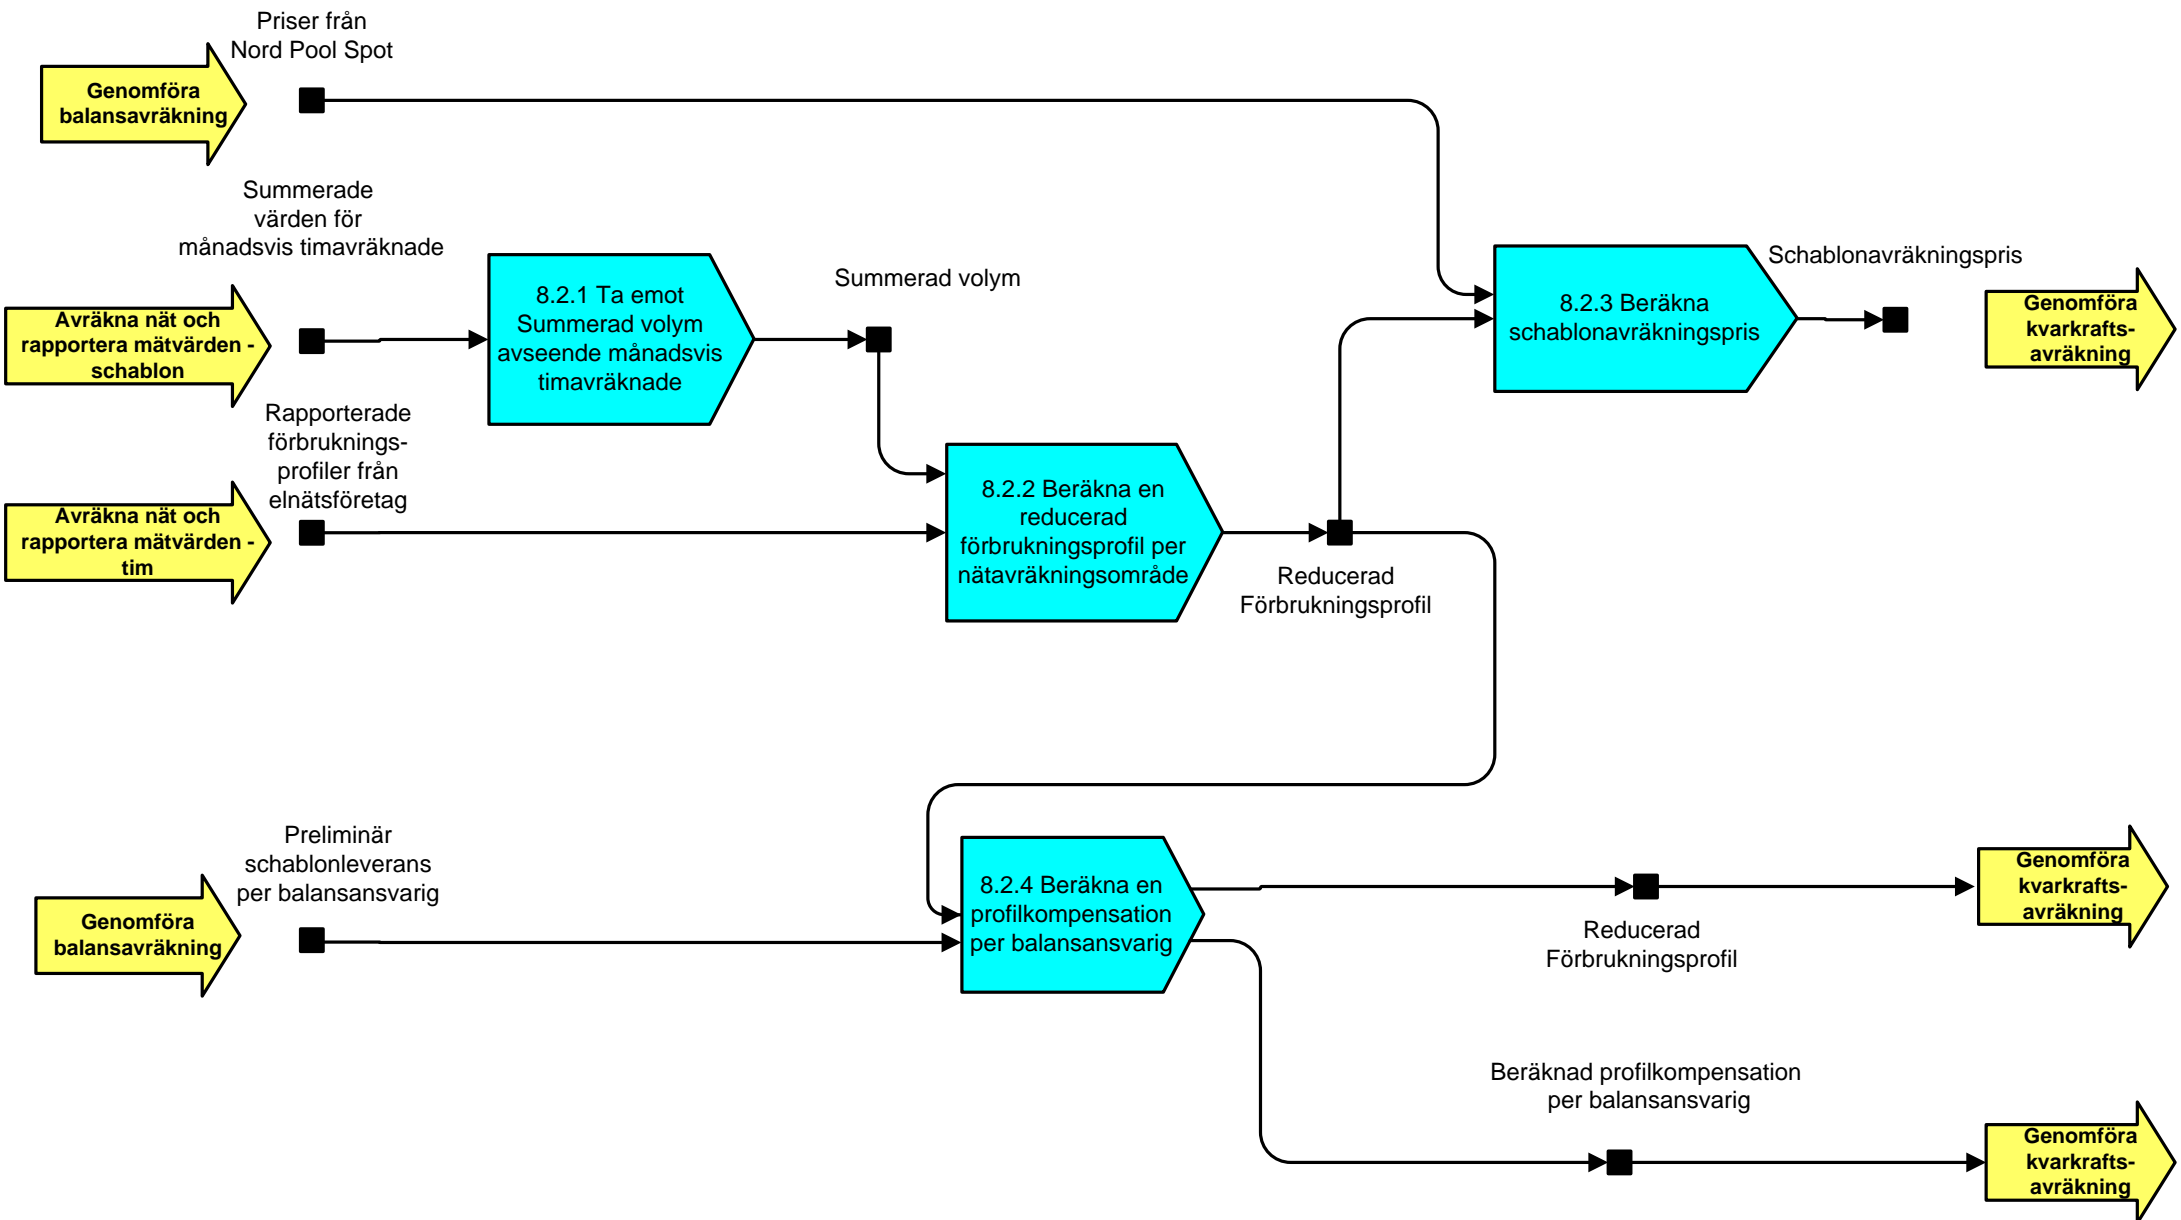 Priser från
Nord Pool Spot
Genomföra
balansavräkning
Summerade
värden för
månadsvis timavräknade
Avräkna nät och
rapportera mätvärden -
schablon
8.2.1 Ta emot
Summerad volym
avseende månadsvis
timavräknade
Summerad volym
8.2.3 Beräkna
schablonavräkningspris
Schablonavräkningspris
Genomföra
kvarkrafts-
avräkning
Rapporterade
förbruknings-
profiler från
elnätsföretag
Avräkna nät och
rapportera mätvärden -
tim
8.2.2 Beräkna en
reducerad
förbrukningsprofil per
nätavräkningsområde
Reducerad
Förbrukningsprofil
Preliminär
schablonleverans
per balansansvarig
Genomföra
balansavräkning
8.2.4 Beräkna en
profilkompensation
per balansansvarig
Reducerad
Förbrukningsprofil
Genomföra
kvarkrafts-
avräkning
Beräknad profilkompensation
per balansansvarig
Genomföra
kvarkrafts-
avräkning